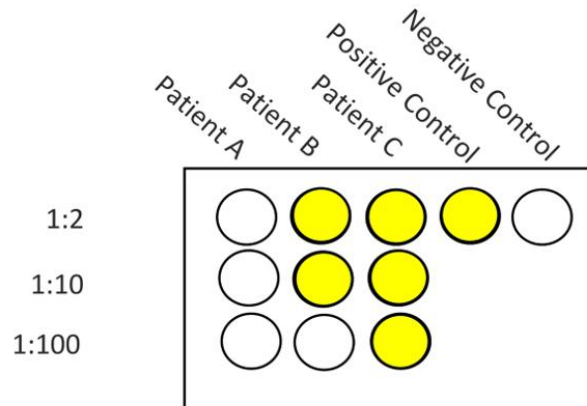 Patient A
Patient B
Patient C
Positive Control
Negative Control
1:2
1:10
1:100